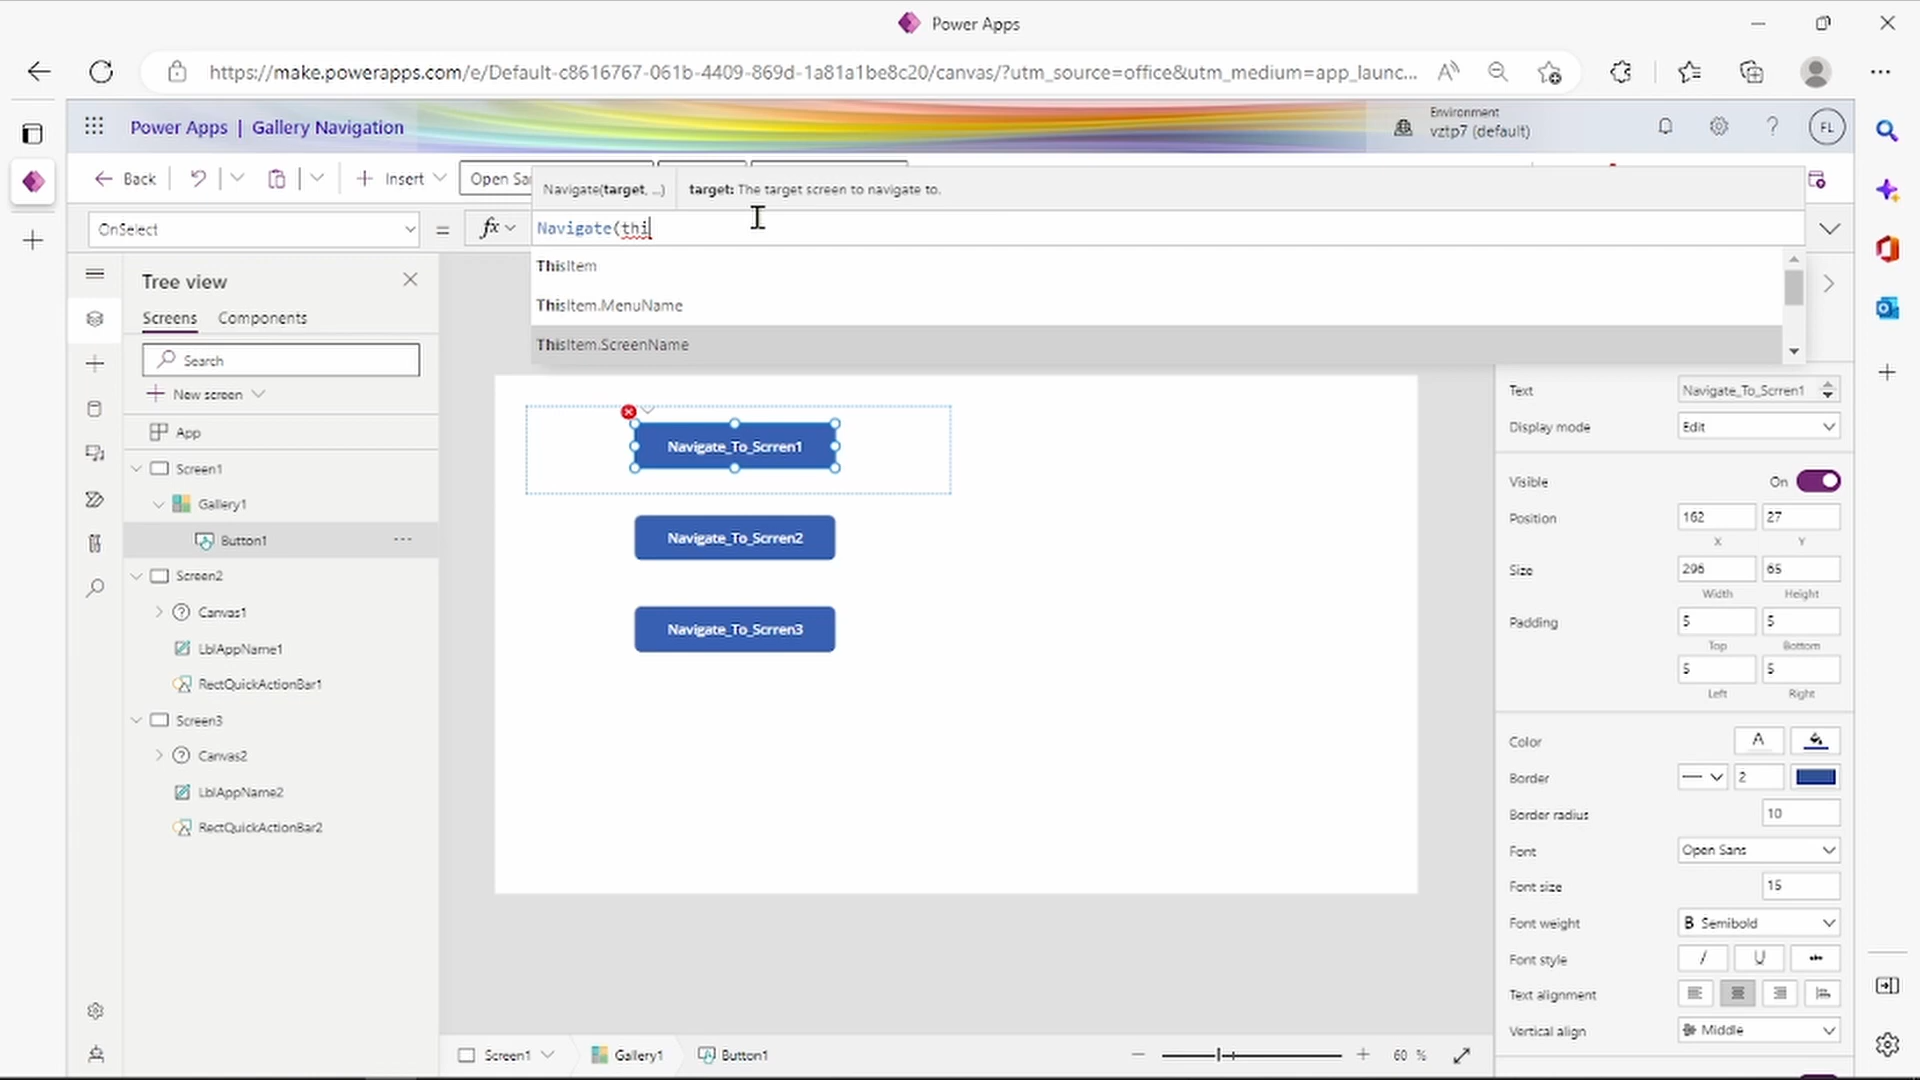 Power Apps
https://make.powerapps.com/e/Default-c8616767-061b-4409-869d-1a81a1be8c20/canvas/?utm_source=office&utm_medium=app_launc...
Power Apps | Gallery Navigation
Environment
vztp7 (default)
FL
Back
Insert
Open Sa
Navigate(target, ...)
target: The target screen to navigate to.
OnSelect
=
fx
Navigate(thi
ThisItem
ThisItem.MenuName
ThisItem.ScreenName
Tree view
Screens
Components
Search
New screen
App
Screen1
Gallery1
Button1
Screen2
Canvas1
LblAppName1
RectQuickActionBar1
Screen3
Canvas2
LblAppName2
RectQuickActionBar2
Navigate_To_Scrren1
Navigate_To_Scrren2
Navigate_To_Scrren3
Text
Navigate_To_Scrren1
Display mode
Edit
Visible
On
Position
162
27
X
Y
Size
296
65
Width
Height
Padding
5
5
Top
Bottom
5
5
Left
Right
Color
A
Border
2
Border radius
10
Font
Open Sans
Font size
15
Font weight
B Semibold
Font style
/
U
abc
Text alignment
Vertical align
Middle
Screen1
Gallery1
Button1
60 %